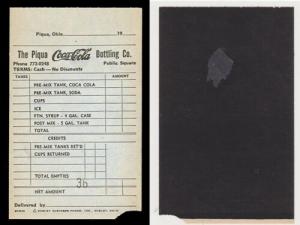 Piqua, Ohio 19
The Piqua Coca-Cola Bottling Co.
Phone 773-0248 Public Square
TERMS: Cash — No Discounts
TAKES AMOUNT
PRE-MIX TANK, COCA COLA
PRE-MIX TANK, SODA
CUPS
ICE
FTN. SYRUP - 4 GAL. CASE
POST MIX - 5 GAL. TANK
TOTAL
CREDITS
PRE-MIX TANKS RET'D
CUPS RETURNED
TOTAL EMPTIES
36
NET AMOUNT
Delivered by